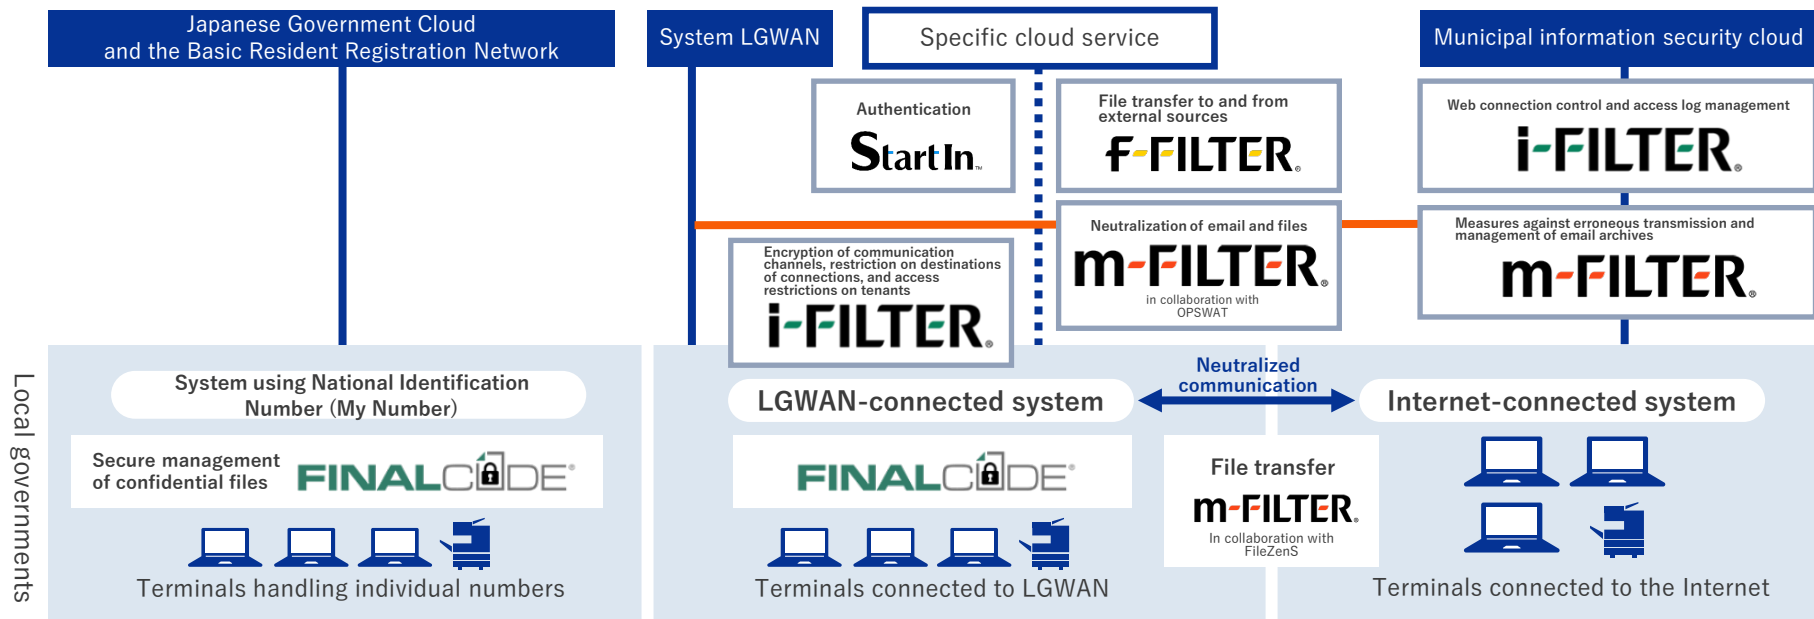 Japanese Government Cloud
and the Basic Resident Registration Network
System LGWAN
Specific cloud service
Municipal information security cloud
Authentication
StartIn™
File transfer to and from
external sources
f-FILTER®
Web connection control and access log management
i-FILTER®
Neutralization of email and files
m-FILTER®
in collaboration with
OPSWAT
Measures against erroneous transmission and
management of email archives
m-FILTER®
Encryption of communication
channels, restriction on destinations
of connections, and access
restrictions on tenants
i-FILTER®
Local governments
System using National Identification
Number (My Number)
Secure management
of confidential files
FINALCODE®
Terminals handling individual numbers
LGWAN-connected system
FINALCODE®
Terminals connected to LGWAN
Neutralized
communication
File transfer
m-FILTER®
In collaboration with
FileZenS
Internet-connected system
Terminals connected to the Internet